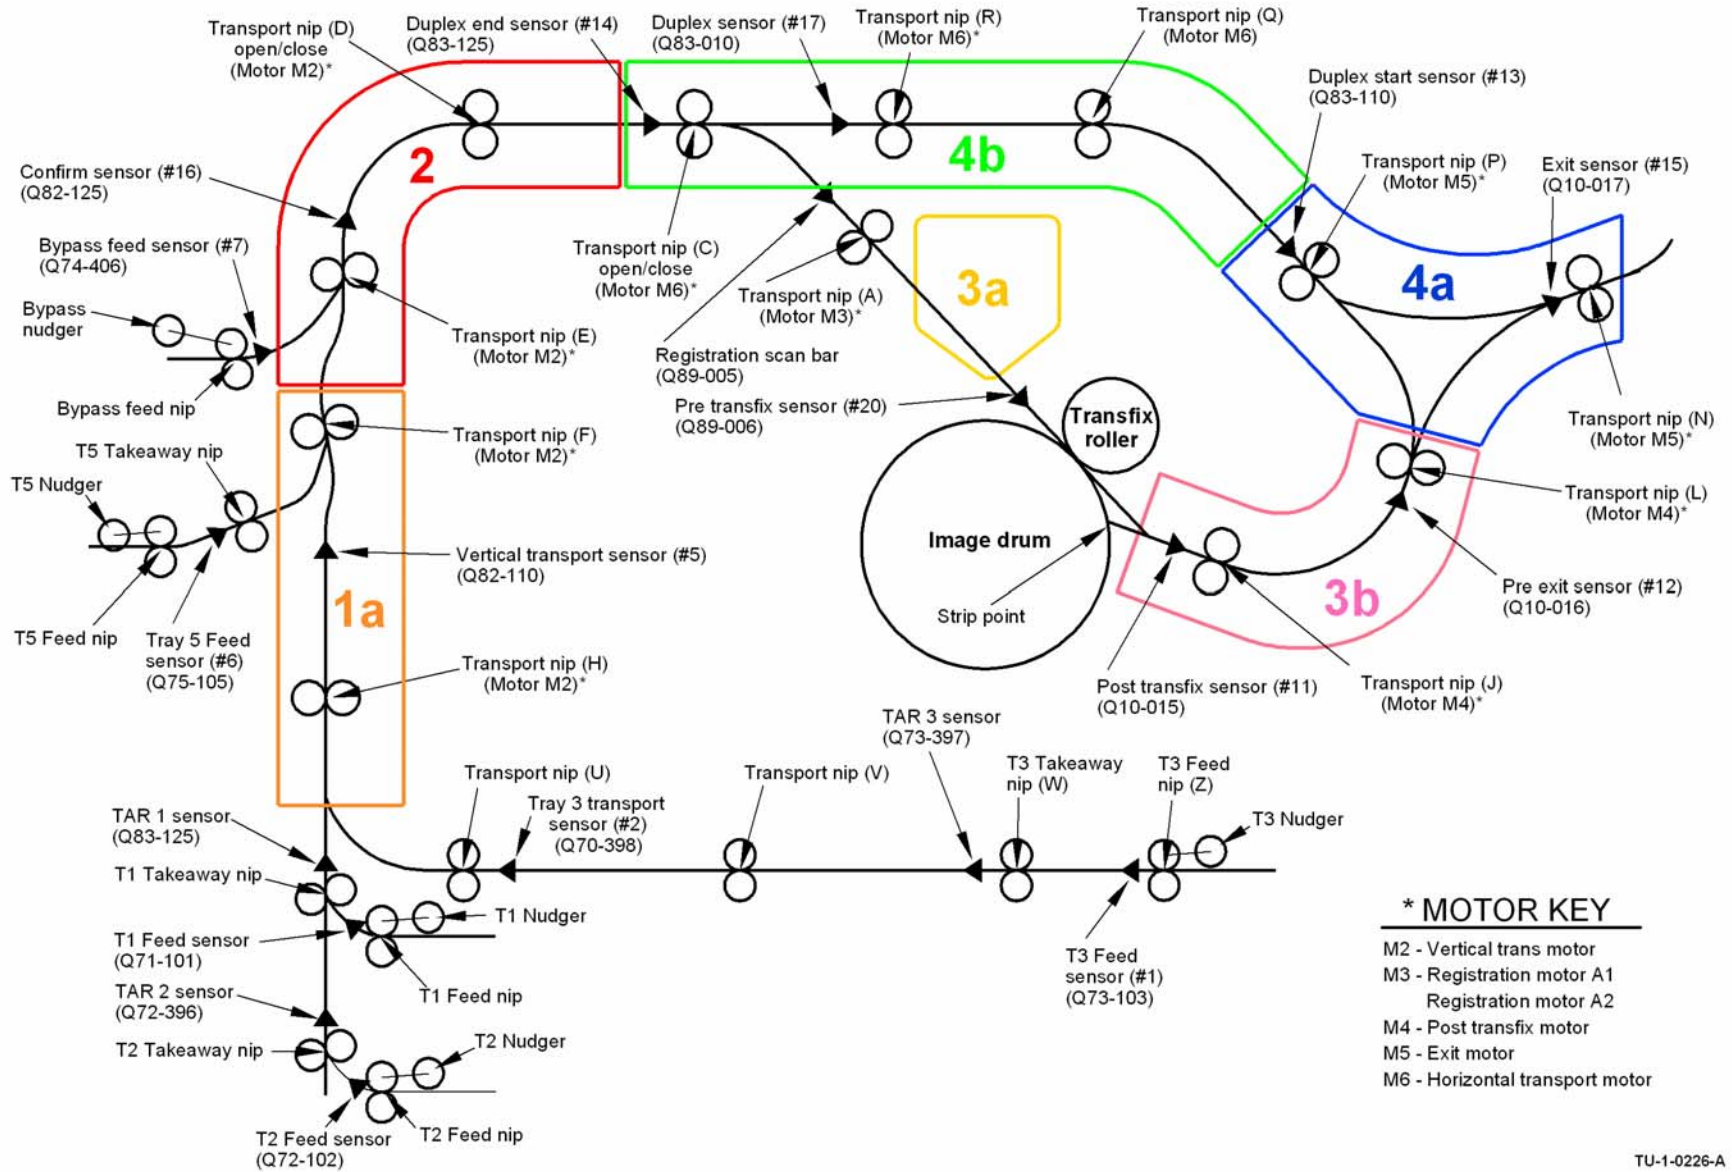 Transport nip (D)
open/close
(Motor M2)*
Duplex end sensor (#14)
(Q83-125)
Duplex sensor (#17)
(Q83-010)
Transport nip (R)
(Motor M6)*
Transport nip (Q)
(Motor M6)
Duplex start sensor (#13)
(Q83-110)
Transport nip (P)
(Motor M5)*
Exit sensor (#15)
(Q10-017)
2
4b
Confirm sensor (#16)
(Q82-125)
Bypass feed sensor (#7)
(Q74-406)
Bypass
nudger
Bypass feed nip
Transport nip (E)
(Motor M2)*
Transport nip (C)
open/close
(Motor M6)*
Transport nip (A)
(Motor M3)*
3a
4a
Registration scan bar
(Q89-005)
Pre transfix sensor (#20)
(Q89-006)
Transfix
roller
Transport nip (N)
(Motor M5)*
Transport nip (F)
(Motor M2)*
T5 Takeaway nip
T5 Nudger
Transport nip (L)
(Motor M4)*
Image drum
Vertical transport sensor (#5)
(Q82-110)
1a
3b
Pre exit sensor (#12)
(Q10-016)
Strip point
T5 Feed nip
Tray 5 Feed
sensor (#6)
(Q75-105)
Transport nip (H)
(Motor M2)*
Post transfix sensor (#11)
(Q10-015)
Transport nip (J)
(Motor M4)*
TAR 3 sensor
(Q73-397)
Transport nip (U)
Tray 3 transport
sensor (#2)
(Q70-398)
Transport nip (V)
T3 Takeaway
nip (W)
T3 Feed
nip (Z)
T3 Nudger
TAR 1 sensor
(Q83-125)
T1 Takeaway nip
T1 Nudger
T1 Feed sensor
(Q71-101)
T1 Feed nip
T3 Feed
sensor (#1)
(Q73-103)
TAR 2 sensor
(Q72-396)
T2 Takeaway nip
T2 Nudger
T2 Feed sensor
(Q72-102)
T2 Feed nip
* MOTOR KEY
M2 - Vertical trans motor
M3 - Registration motor A1
Registration motor A2
M4 - Post transfix motor
M5 - Exit motor
M6 - Horizontal transport motor
TU-1-0226-A